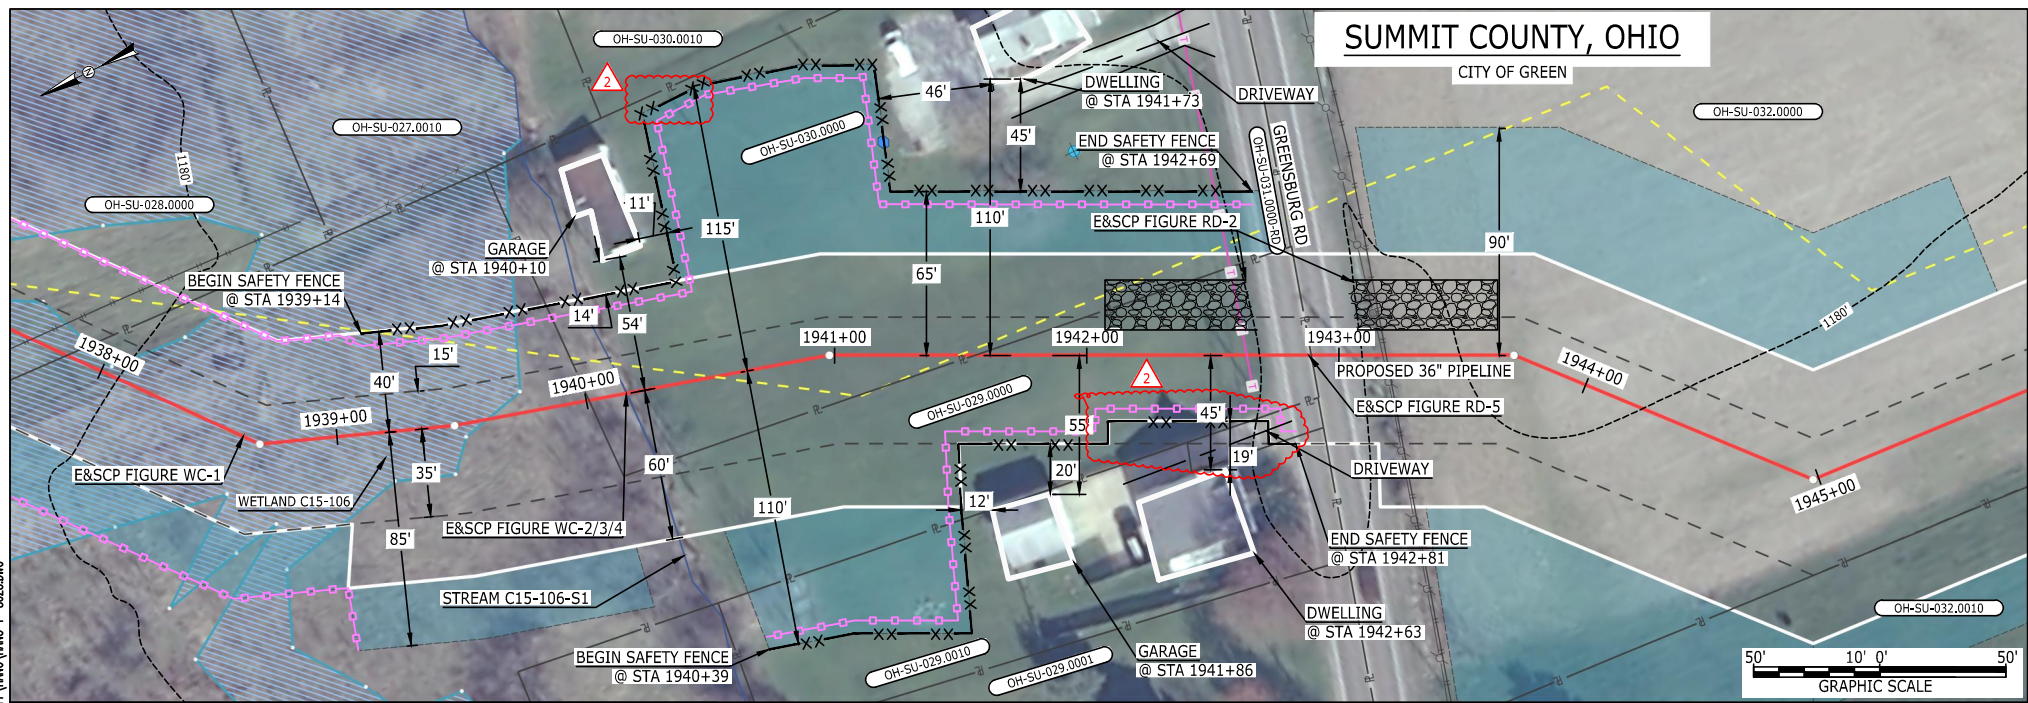 SUMMIT COUNTY, OHIO
CITY OF GREEN
OH-SU-030.0010
N
2
OH-SU-027.0010
1180'
OH-SU-028.0000
OH-SU-030.0000
46'
DWELLING
@ STA 1941+73
DRIVEWAY
45'
END SAFETY FENCE
@ STA 1942+69
GREENSBURG RD
OH-SU-031.0000-RD
OH-SU-032.0000
11'
GARAGE
@ STA 1940+10
115'
110'
E&SCP FIGURE RD-2
90'
BEGIN SAFETY FENCE
@ STA 1939+14
65'
14'
54'
15'
40'
1938+00
1939+00
1940+00
1941+00
1942+00
1943+00
1944+00
1945+00
1180'
PROPOSED 36" PIPELINE
2
E&SCP FIGURE RD-5
OH-SU-029.0000
55'
45'
E&SCP FIGURE WC-1
WETLAND C15-106
35'
60'
20'
19'
DRIVEWAY
E&SCP FIGURE WC-2/3/4
110'
12'
85'
END SAFETY FENCE
@ STA 1942+81
STREAM C15-106-S1
DWELLING
@ STA 1942+63
BEGIN SAFETY FENCE
@ STA 1940+39
OH-SU-029.0010
OH-SU-029.0001
GARAGE
@ STA 1941+86
OH-SU-032.0010
50' 10' 0' 50'
GRAPHIC SCALE